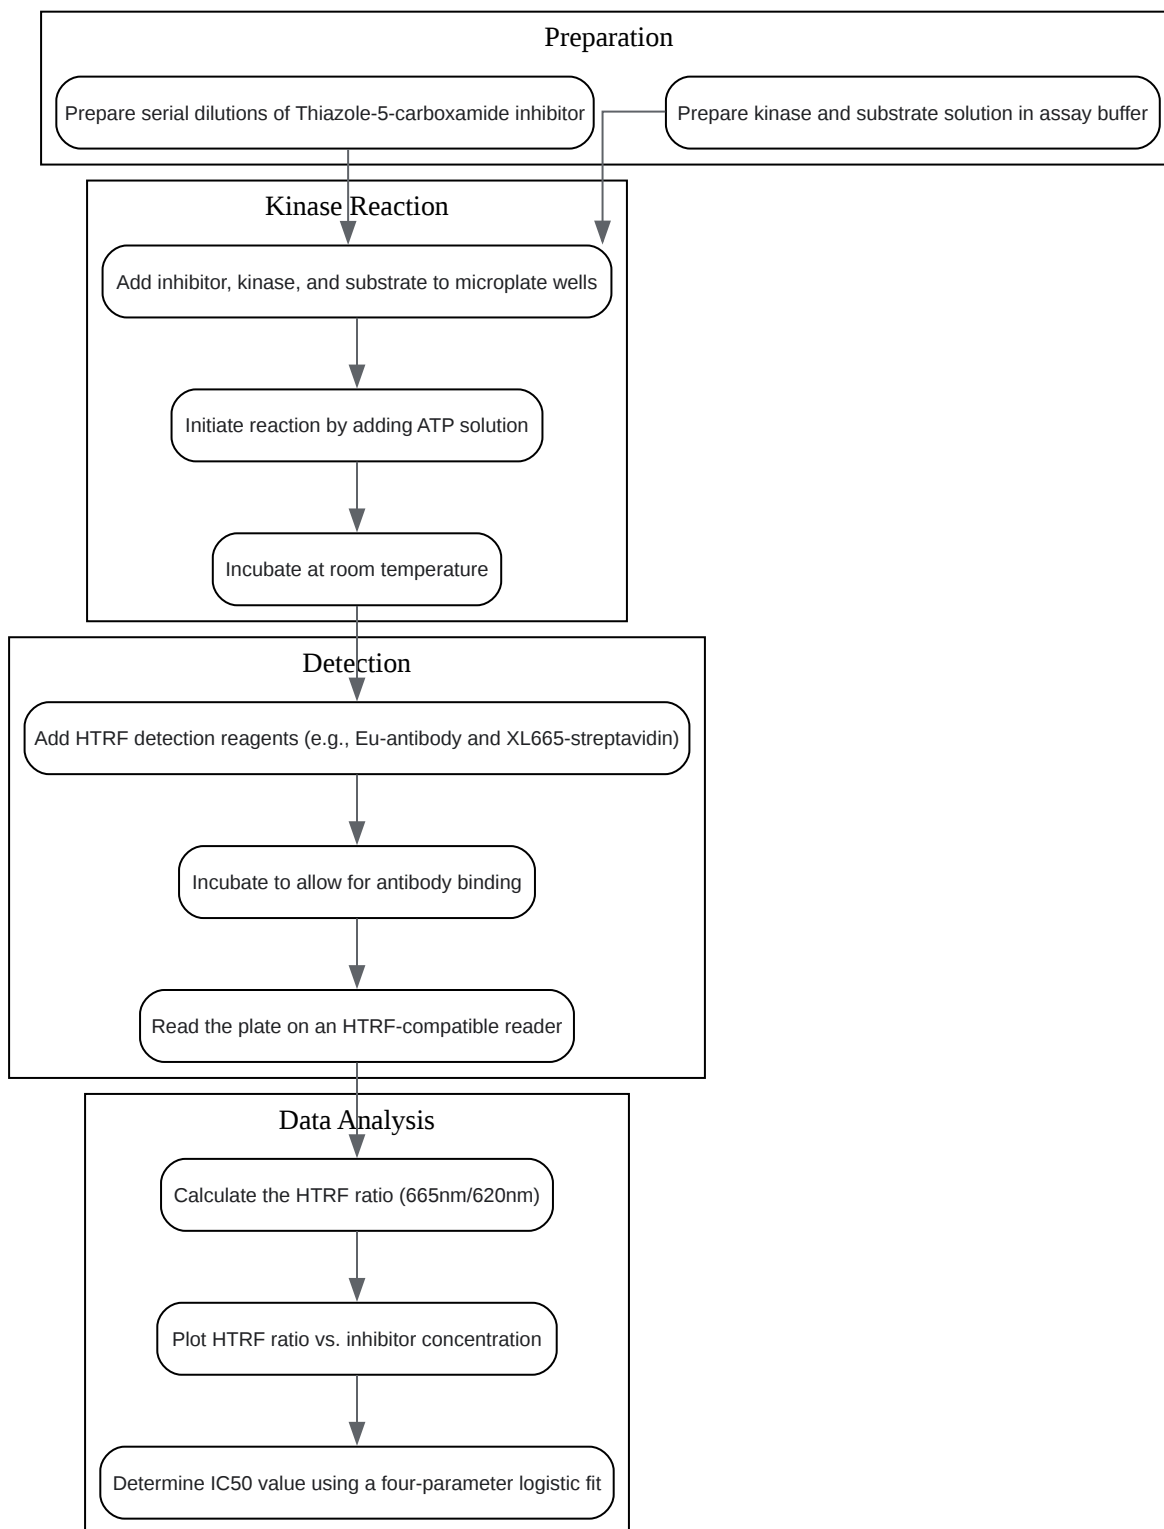 Preparation
Prepare serial dilutions of Thiazole-5-carboxamide inhibitor
Prepare kinase and substrate solution in assay buffer
Kinase Reaction
Add inhibitor, kinase, and substrate to microplate wells
Initiate reaction by adding ATP solution
Incubate at room temperature
Detection
Add HTRF detection reagents (e.g., Eu-antibody and XL665-streptavidin)
Incubate to allow for antibody binding
Read the plate on an HTRF-compatible reader
Data Analysis
Calculate the HTRF ratio (665nm/620nm)
Plot HTRF ratio vs. inhibitor concentration
Determine IC50 value using a four-parameter logistic fit